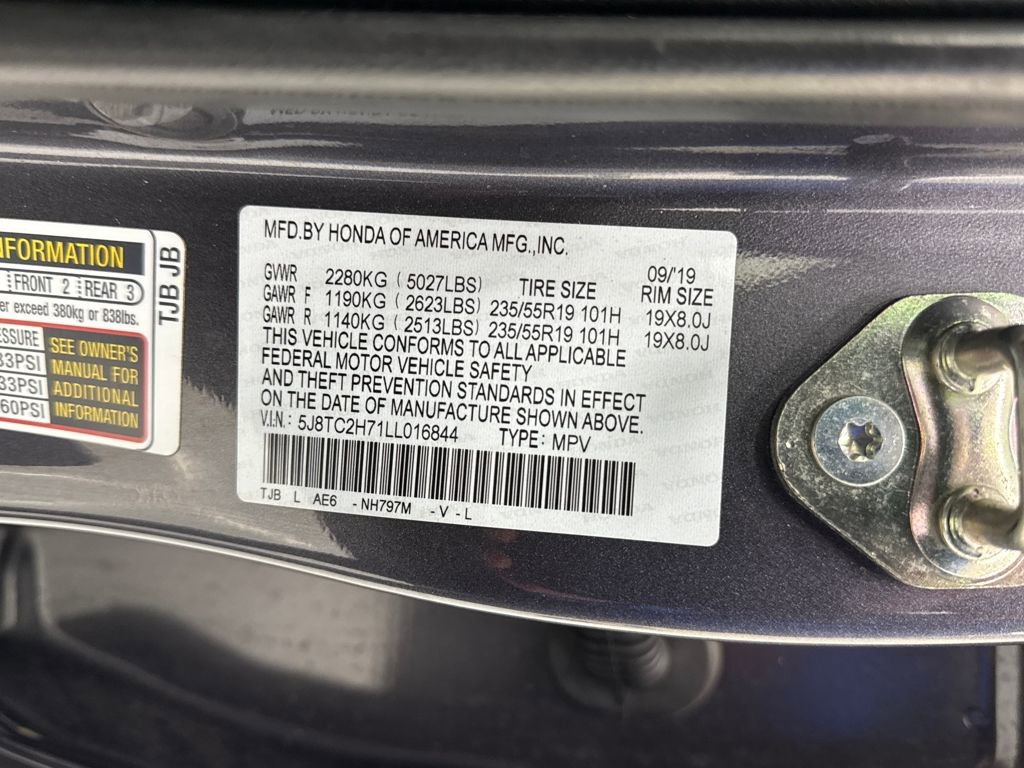 NFORMATION
FRONT 2 REAR 3
er exceed 380kg or 838lbs.
33PSI
33PSI
60PSI
SEE OWNER'S
MANUAL FOR
ADDITIONAL
INFORMATION
TJB JB
MFD.BY HONDA OF AMERICA MFG.,INC.
09/'19
GVWR 2280KG (5027LBS) TIRE SIZE RIM SIZE
GAWR F 1190KG (2623LBS) 235/55R19 101H 19X8.0J
GAWR R 1140KG (2513LBS) 235/55R19 101H 19X8.0J
THIS VEHICLE CONFORMS TO ALL APPLICABLE
FEDERAL MOTOR VEHICLE SAFETY
AND THEFT PREVENTION STANDARDS IN EFFECT
ON THE DATE OF MANUFACTURE SHOWN ABOVE.
V.I.N.: 5J8TC2H71LL016844 TYPE: MPV
TJB L AE6 - NH797M - V - L